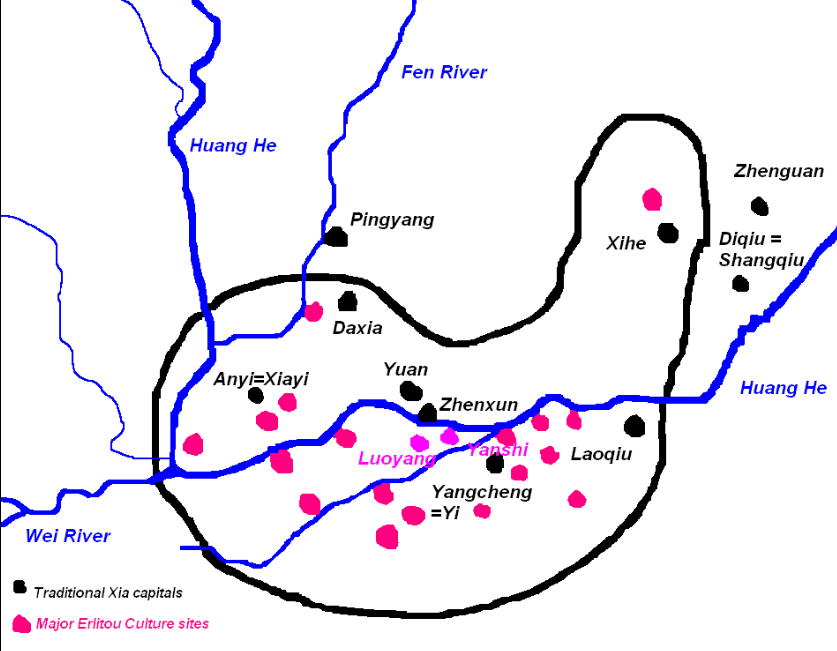 Fen River
Huang He
Zhenguan
Pingyang
Xihe
Diqiu =
Shangqiu
Daxia
Yuan
Anyi=Xiayi
Huang He
Zhenxun
Luoyang
Yanshi
Laoqiu
Yangcheng
=Yi
Wei River
Traditional Xia capitals
Major Erlitou Culture sites